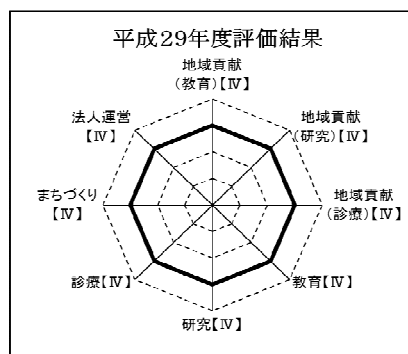 平成29年度評価結果
地域貢献
(教育)【Ⅳ】
地域貢献
(研究)【Ⅳ】
地域貢献
(診療)【Ⅳ】
教育【Ⅳ】
研究【Ⅳ】
診療【Ⅳ】
まちづくり
【Ⅳ】
法人運営
【Ⅳ】